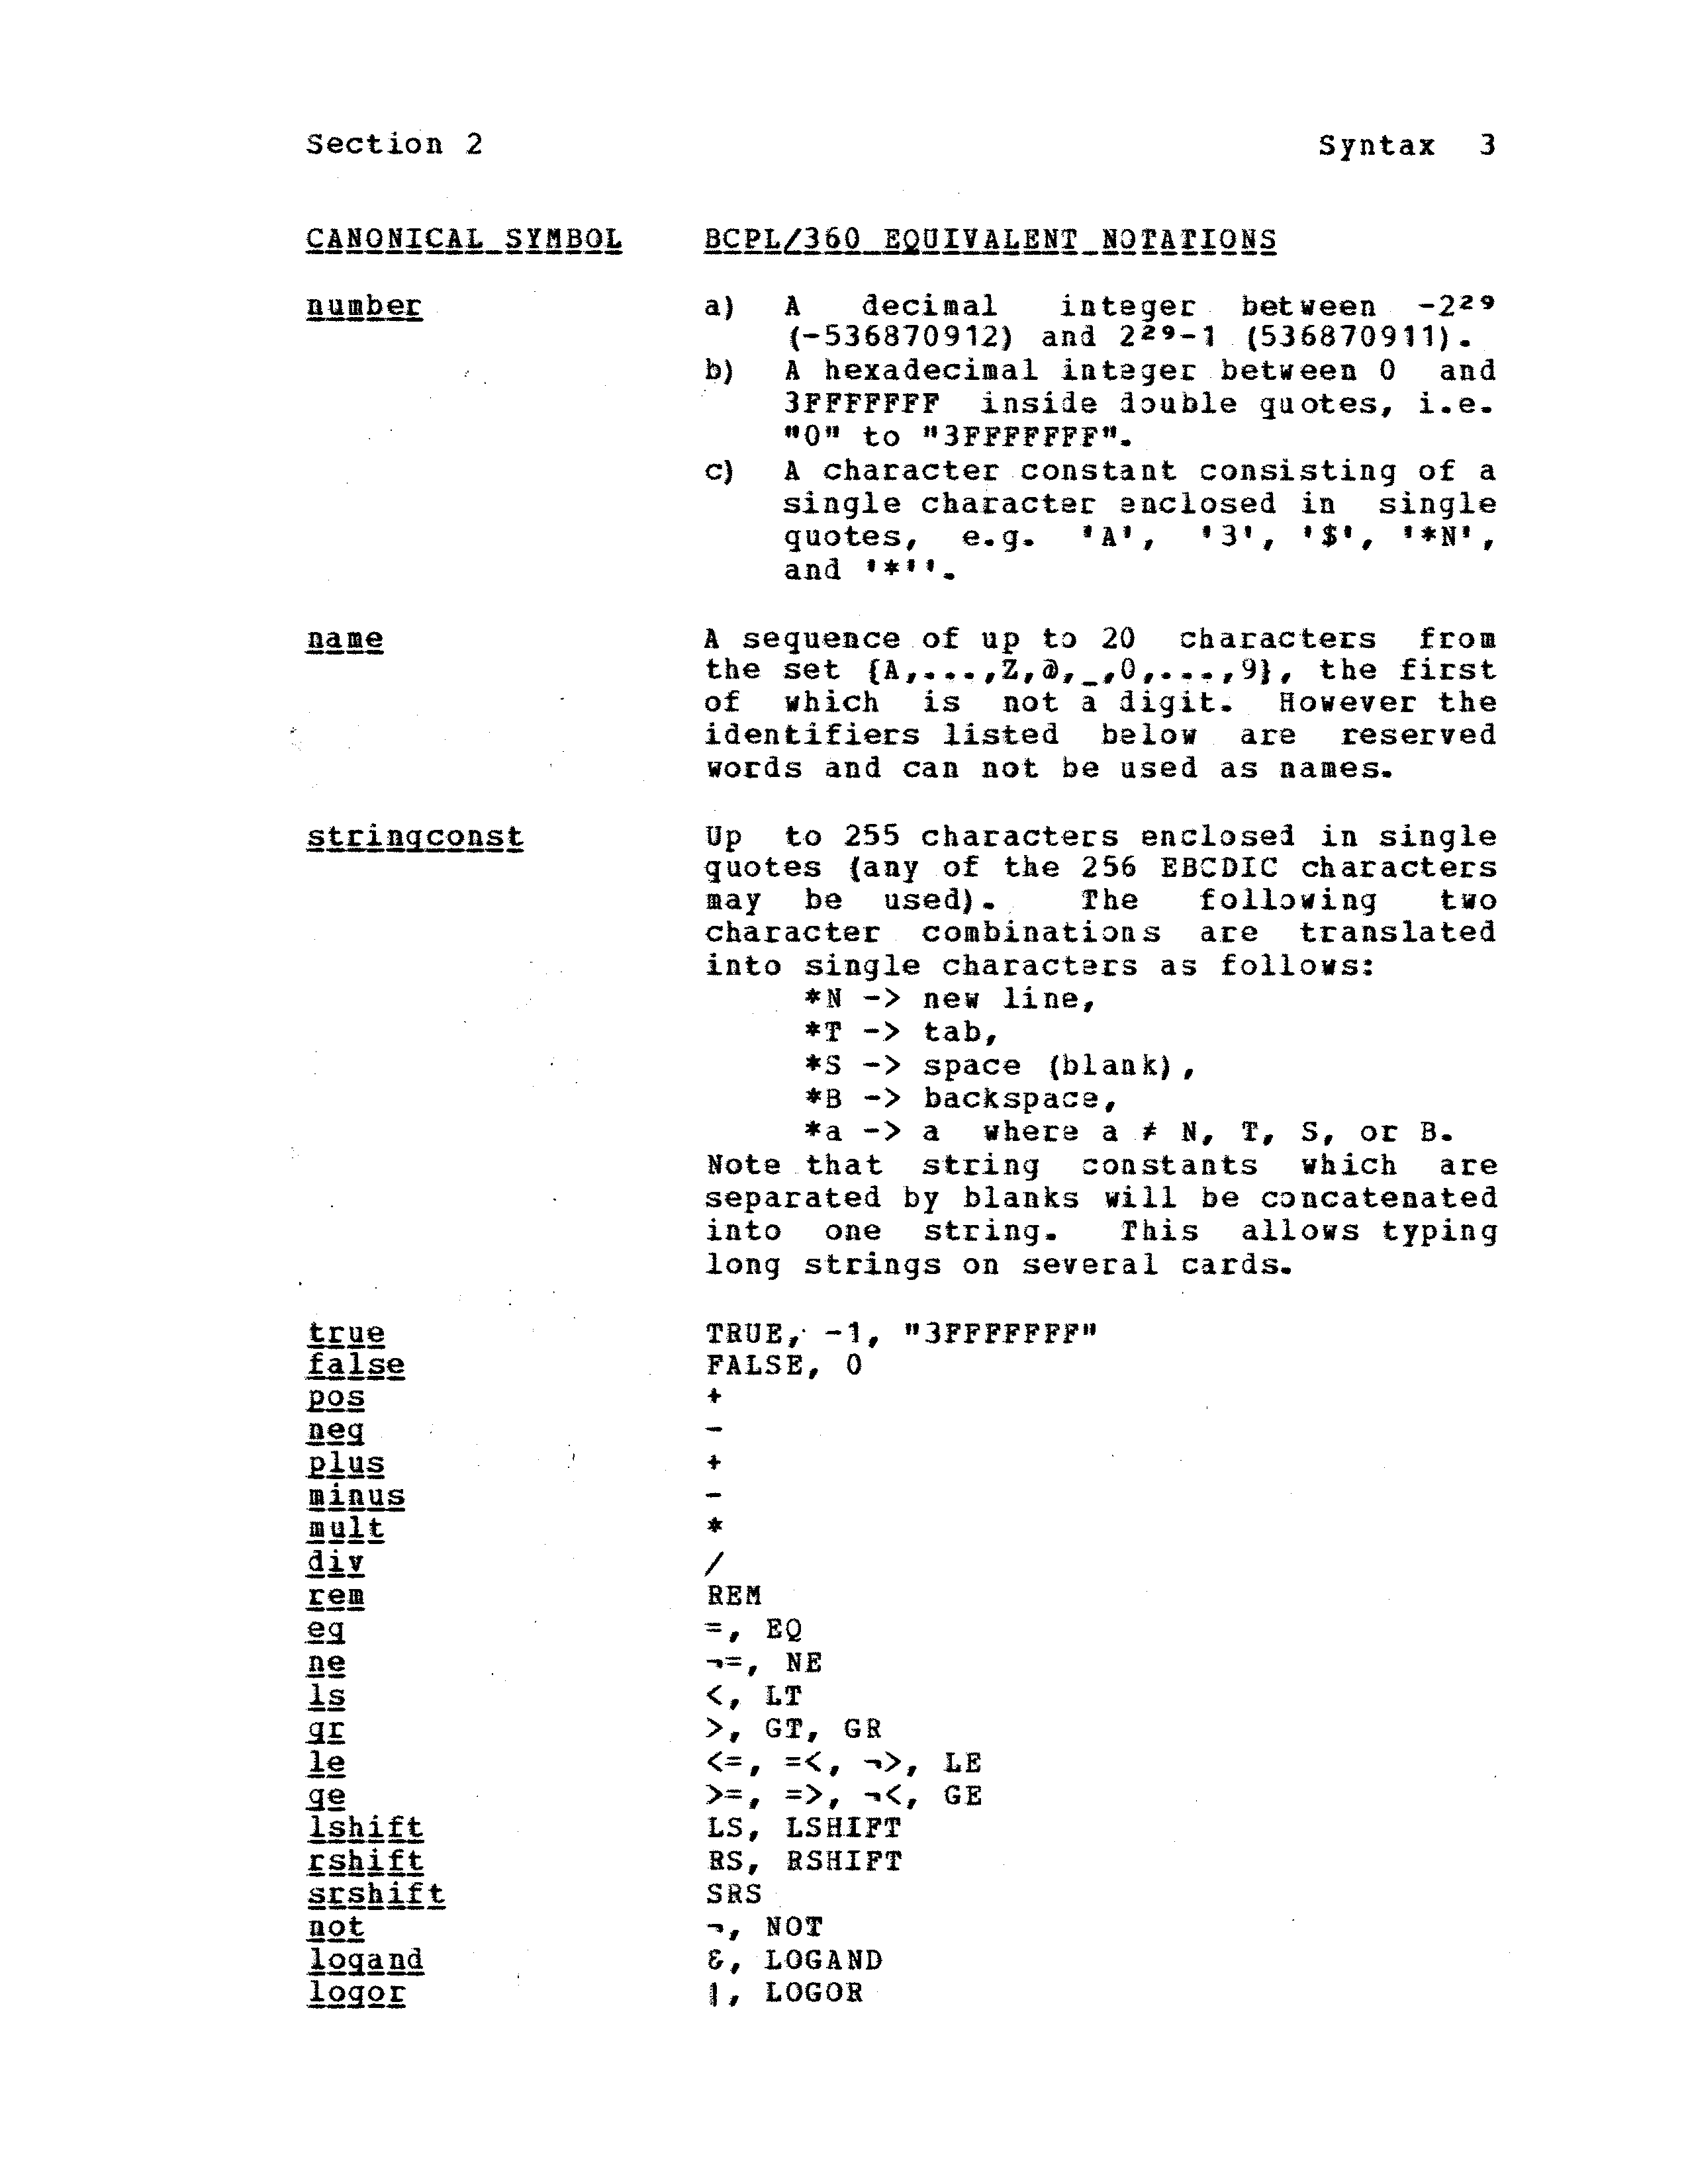 Section 2 Syntax 3
CANONICAL SYMBOL BCPL/360 EQUIVALENT NOTATIONS
number a) A decimal integer between -2²⁹
(-536870912) and 2²⁹-1 (536870911).
b) A hexadecimal integer between 0 and
3FFFFFFF inside double quotes, i.e.
"0" to "3FFFFFFF".
c) A character constant consisting of a
single character enclosed in single
quotes, e.g. 'A', '3', '$', '*N',
and '*''.
name A sequence of up to 20 characters from
the set {A,...,Z,@,_,0,...,9}, the first
of which is not a digit. However the
identifiers listed below are reserved
words and can not be used as names.
stringconst Up to 255 characters enclosed in single
quotes (any of the 256 EBCDIC characters
may be used). The following two
character combinations are translated
into single characters as follows:
*N -> new line,
*T -> tab,
*S -> space (blank),
*B -> backspace,
*a -> a where a ≠ N, T, S, or B.
Note that string constants which are
separated by blanks will be concatenated
into one string. This allows typing
long strings on several cards.
true TRUE, -1, "3FFFFFFF"
false FALSE, 0
pos +
neg -
plus +
minus -
mult *
div /
rem REM
eq =, EQ
ne ¬=, NE
ls <, LT
gr >, GT, GR
le <=, =<, ¬>, LE
ge >=, =>, ¬<, GE
lshift LS, LSHIFT
rshift RS, RSHIFT
srshift SRS
not ¬, NOT
logand &, LOGAND
logor |, LOGOR